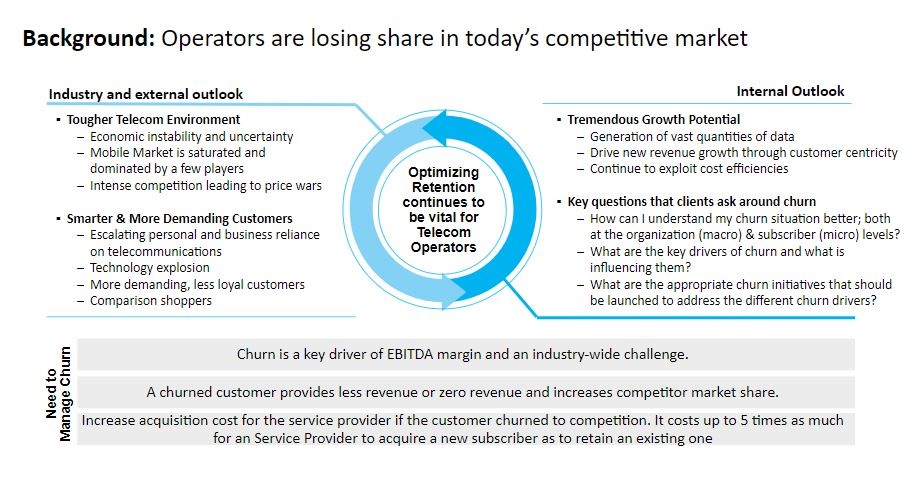 Background: Operators are losing share in today's competitive market
Industry and external outlook
▪ Tougher Telecom Environment
– Economic instability and uncertainty
– Mobile Market is saturated and
dominated by a few players
– Intense competition leading to price wars
▪ Smarter & More Demanding Customers
– Escalating personal and business reliance
on telecommunications
– Technology explosion
– More demanding, less loyal customers
– Comparison shoppers
Optimizing
Retention
continues to
be vital for
Telecom
Operators
Internal Outlook
▪ Tremendous Growth Potential
– Generation of vast quantities of data
– Drive new revenue growth through customer centricity
– Continue to exploit cost efficiencies
▪ Key questions that clients ask around churn
– How can I understand my churn situation better; both
at the organization (macro) & subscriber (micro) levels?
– What are the key drivers of churn and what is
influencing them?
– What are the appropriate churn initiatives that should
be launched to address the different churn drivers?
Need to
Manage Churn
Churn is a key driver of EBITDA margin and an industry-wide challenge.
A churned customer provides less revenue or zero revenue and increases competitor market share.
Increase acquisition cost for the service provider if the customer churned to competition. It costs up to 5 times as much
for an Service Provider to acquire a new subscriber as to retain an existing one